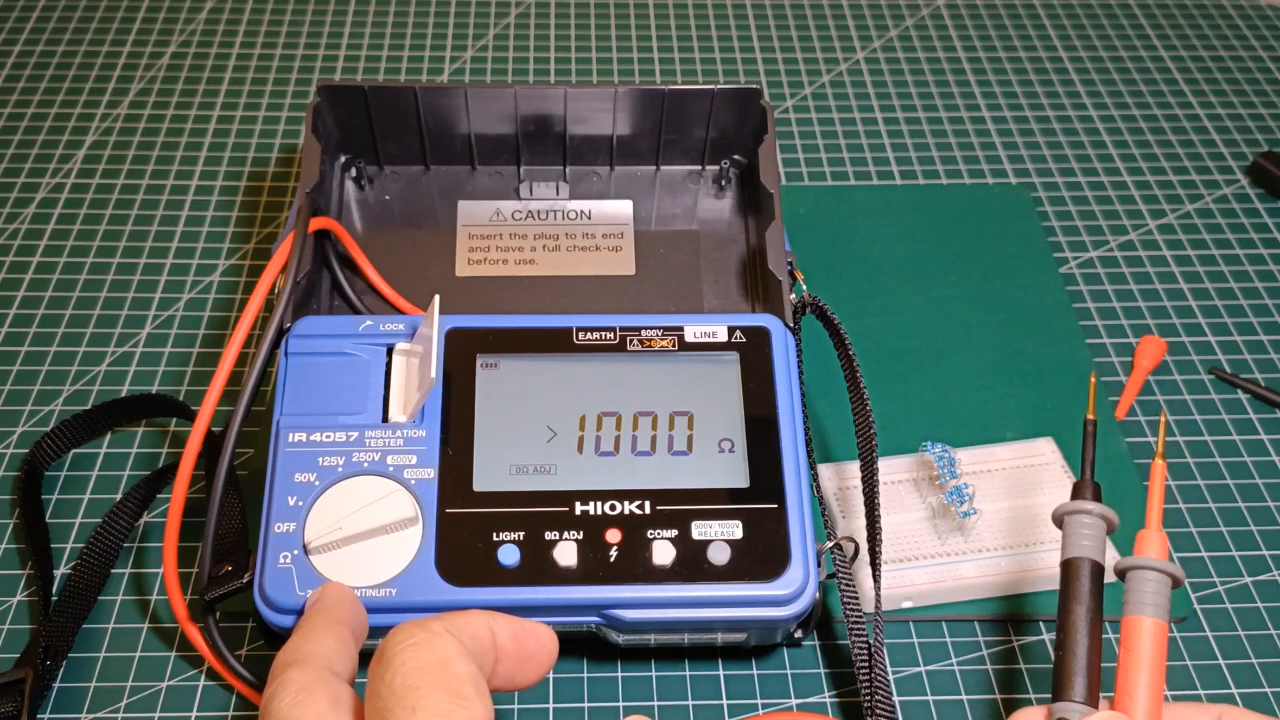 ⚠ CAUTION
Insert the plug to its end
and have a full check-up
before use.
LOCK
EARTH 600V LINE ⚠
⚠ >600V
IR 4057 INSULATION
TESTER
50V
125V
250V
500V
1000V
V
OFF
Ω
> 1000 Ω
0Ω ADJ
HIOKI
LIGHT
0Ω ADJ
COMP
500V/1000V
RELEASE